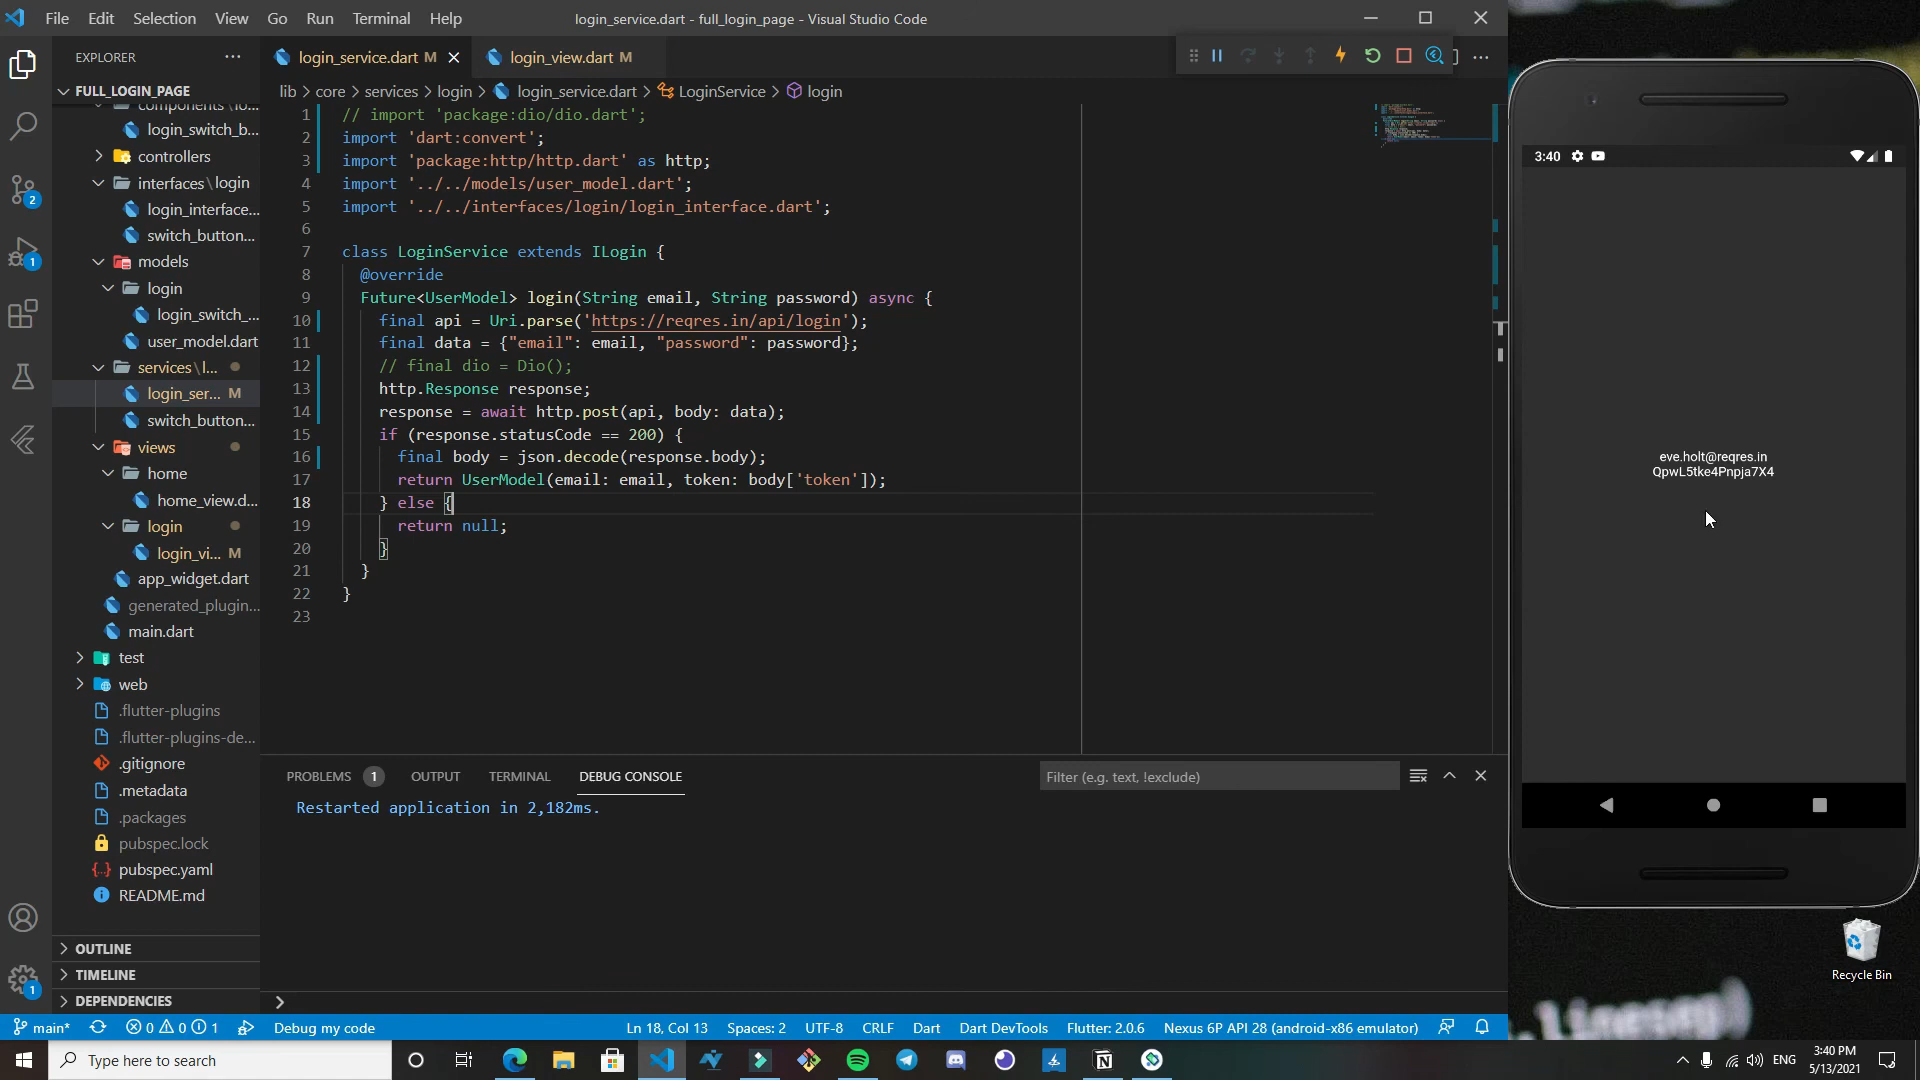 File Edit Selection View Go Run Terminal Help
login_service.dart - full_login_page - Visual Studio Code
EXPLORER
login_service.dart M
login_view.dart M
FULL_LOGIN_PAGE
lib > core > services > login > login_service.dart > LoginService > login
login_switch_b...
controllers
interfaces\login
login_interface...
switch_button...
models
login
login_switch_...
user_model.dart
services\l...
login_ser... M
switch_button...
views
home
home_view.d...
login
login_vi... M
app_widget.dart
generated_plugin...
main.dart
test
web
.flutter-plugins
.flutter-plugins-de...
.gitignore
.metadata
.packages
pubspec.lock
pubspec.yaml
README.md
OUTLINE
TIMELINE
DEPENDENCIES
2
1
1
1 // import 'package:dio/dio.dart';
2 import 'dart:convert';
3 import 'package:http/http.dart' as http;
4 import '../../models/user_model.dart';
5 import '../../interfaces/login/login_interface.dart';
6
7 class LoginService extends ILogin {
8 @override
9 Future<UserModel> login(String email, String password) async {
10 final api = Uri.parse('https://reqres.in/api/login');
11 final data = {"email": email, "password": password};
12 // final dio = Dio();
13 http.Response response;
14 response = await http.post(api, body: data);
15 if (response.statusCode == 200) {
16 final body = json.decode(response.body);
17 return UserModel(email: email, token: body['token']);
18 } else {
19 return null;
20 }
21 }
22 }
23
PROBLEMS 1 OUTPUT TERMINAL DEBUG CONSOLE
Filter (e.g. text, !exclude)
Restarted application in 2,182ms.
main* 0 0 1 Debug my code
Ln 18, Col 13 Spaces: 2 UTF-8 CRLF Dart Dart DevTools Flutter: 2.0.6 Nexus 6P API 28 (android-x86 emulator)
3:40
eve.holt@reqres.in
QpwL5tke4Pnpja7X4
Recycle Bin
Type here to search
ENG
3:40 PM
5/13/2021